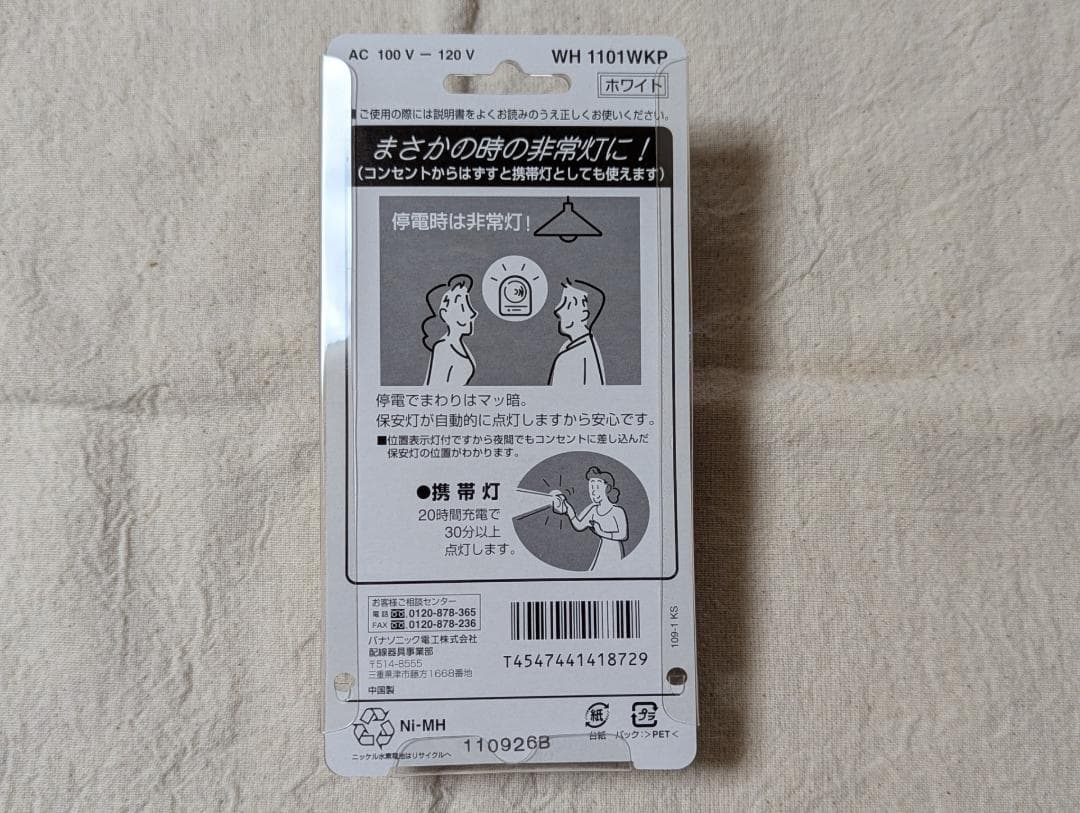 AC 100 V － 120 V
WH 1101WKP
ホワイト
■ご使用の際には説明書をよくお読みのうえ正しくお使いください。
まさかの時の非常灯に！
(コンセントからはずすと携帯灯としても使えます)
停電時は非常灯！
停電でまわりはマッ暗。
保安灯が自動的に点灯しますから安心です。
■位置表示灯付ですから夜間でもコンセントに差し込んだ
保安灯の位置がわかります。
●携帯灯
20時間充電で
30分以上
点灯します。
お客様ご相談センター
電話 0120-878-365
FAX 0120-878-236
パナソニック電工株式会社
配線器具事業部
〒514-8555
三重県津市藤方1668番地
中国製
T4547441418729
109-1 KS
Ni-MH
ニッケル水素電池はリサイクルへ
110926B
紙
台紙
プラ
パック:>PET<